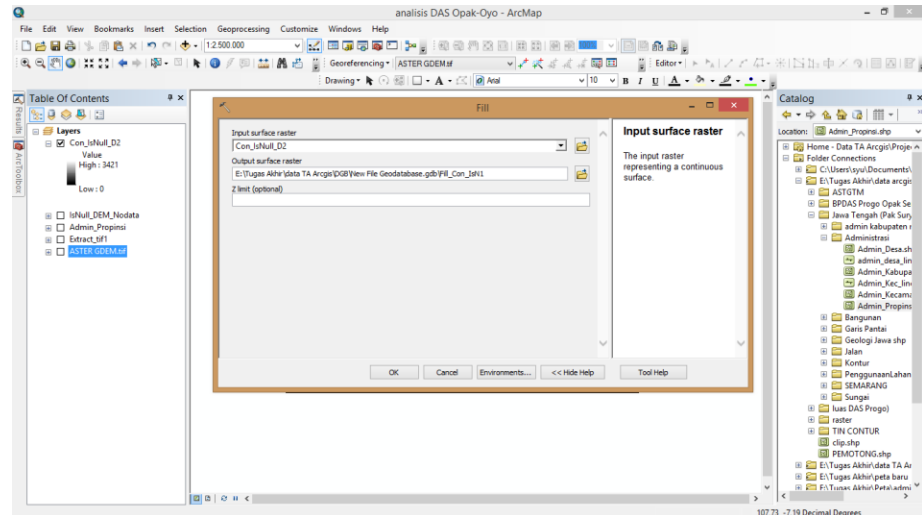 analisis DAS Opak-Oyo - ArcMap
File Edit View Bookmarks Insert Selection Geoprocessing Customize Windows Help
1:2.500.000
Georeferencing ASTER GDEM.tif
Editor
Drawing
A
Arial
10
B I U A
Table Of Contents
Results
ArcToolbox
Layers
Con_IsNull_D2
Value
High : 3421
Low : 0
IsNull_DEM_Nodata
Admin_Propinsi
Extract_tif1
ASTER GDEM.tif
Fill
Input surface raster
Con_IsNull_D2
Output surface raster
E:\Tugas Akhir\data TA Arcgis\DGB\New File Geodatabase.gdb\Fill_Con_IsN1
Z limit (optional)
OK Cancel Environments... << Hide Help Tool Help
Input surface raster
The input raster
representing a continuous
surface.
Catalog
Location: Admin_Propinsi.shp
Home - Data TA Arcgis\Proje
Folder Connections
C:\Users\syu\Documents\
E:\Tugas Akhir\data arcgis
ASTGTM
BPDAS Progo Opak Se
Jawa Tengah (Pak Sury
admin kabupaten
Administrasi
Admin_Desa.sh
admin_desa_lin
Admin_Kabupa
Admin_Kec_line
Admin_Kecama
Admin_Propins
Bangunan
Garis Pantai
Geologi Jawa shp
Jalan
Kontur
PenggunaanLahan
SEMARANG
Sungai
luas DAS Progo)
raster
TIN CONTUR
clip.shp
PEMOTONG.shp
E:\Tugas Akhir\data TA Ar
E:\Tugas Akhir\peta baru
E:\Tugas Akhir\Peta\admi
107,73 -7,19 Decimal Degrees